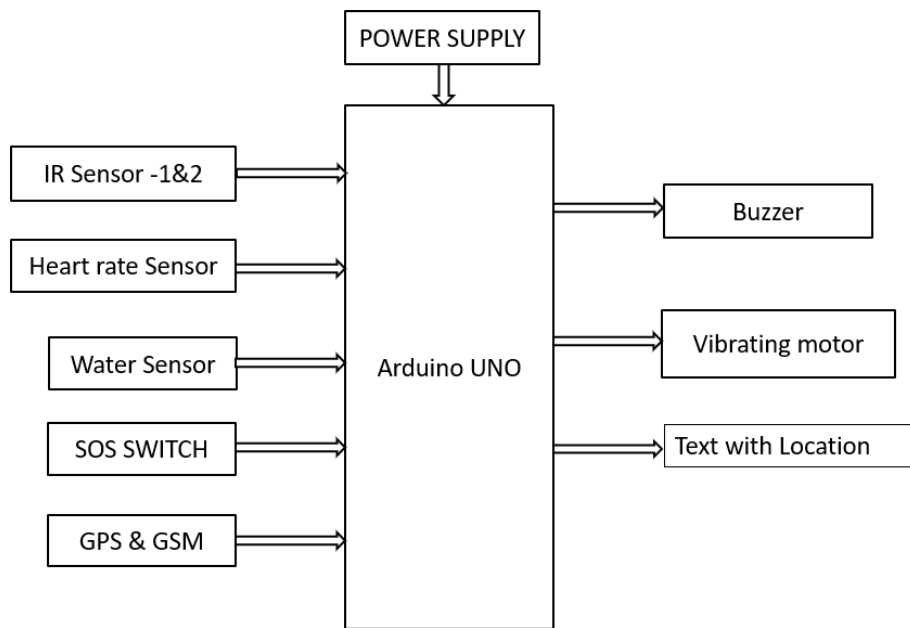 POWER SUPPLY
IR Sensor -1&2
Heart rate Sensor
Water Sensor
SOS SWITCH
GPS & GSM
Arduino UNO
Buzzer
Vibrating motor
Text with Location